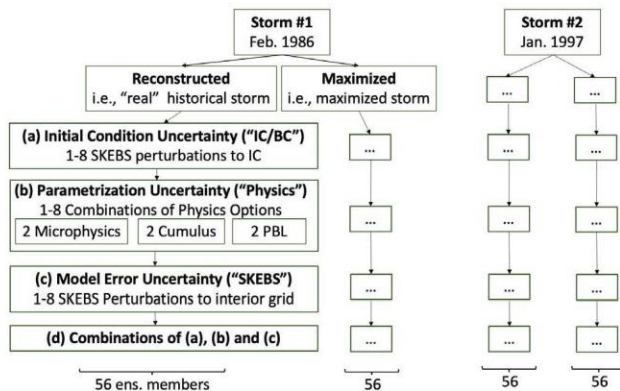 Storm #1
Feb. 1986
Storm #2
Jan. 1997
Reconstructed
i.e., “real” historical storm
Maximized
i.e., maximized storm
...
...
(a) Initial Condition Uncertainty (“IC/BC”)
1-8 SKEBS perturbations to IC
...
...
...
(b) Parametrization Uncertainty (“Physics”)
1-8 Combinations of Physics Options
2 Microphysics
2 Cumulus
2 PBL
...
...
...
(c) Model Error Uncertainty (“SKEBS”)
1-8 SKEBS Perturbations to interior grid
...
...
...
(d) Combinations of (a), (b) and (c)
...
...
...
56 ens. members
56
56
56